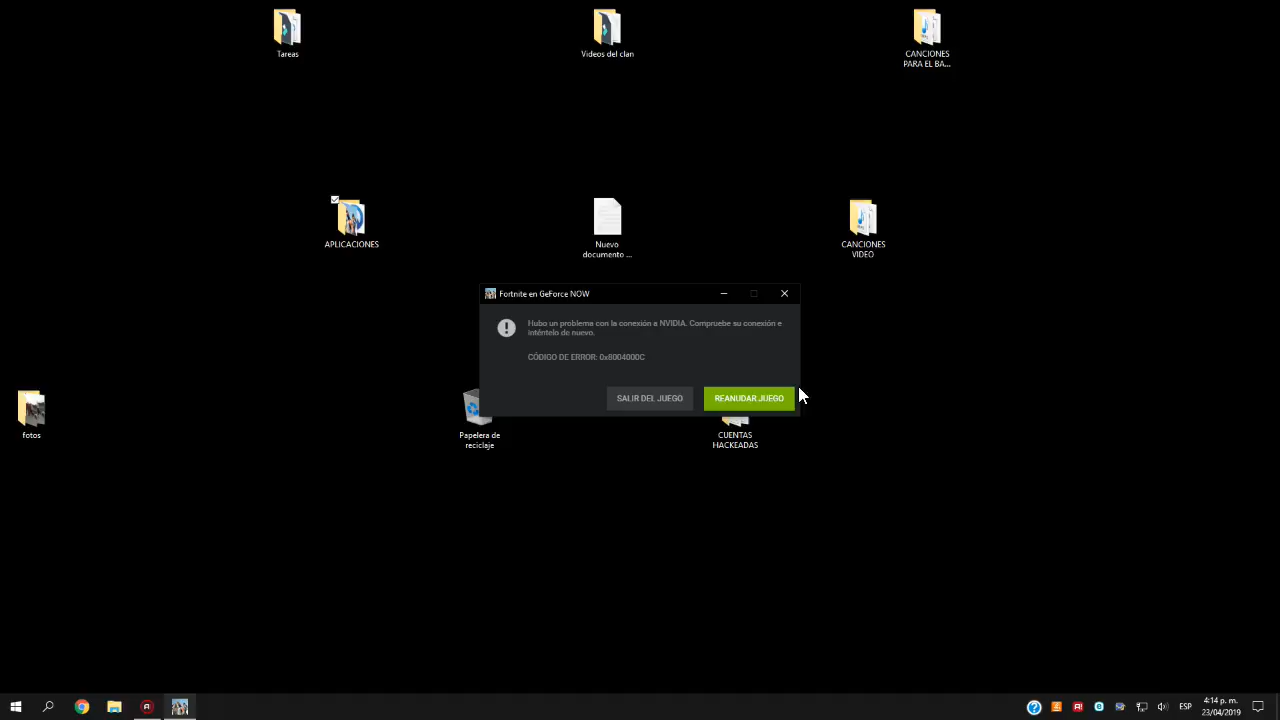 Tareas
Videos del clan
CANCIONES
PARA EL BA...
APLICACIONES
Nuevo
documento ...
CANCIONES
VIDEO
Fortnite en GeForce NOW
Hubo un problema con la conexión a NVIDIA. Compruebe su conexión e
inténtelo de nuevo.
CÓDIGO DE ERROR: 0x8004000C
SALIR DEL JUEGO
REANUDAR JUEGO
fotos
Papelera de
reciclaje
CUENTAS
HACKEADAS
ESP
4:14 p. m.
23/04/2019